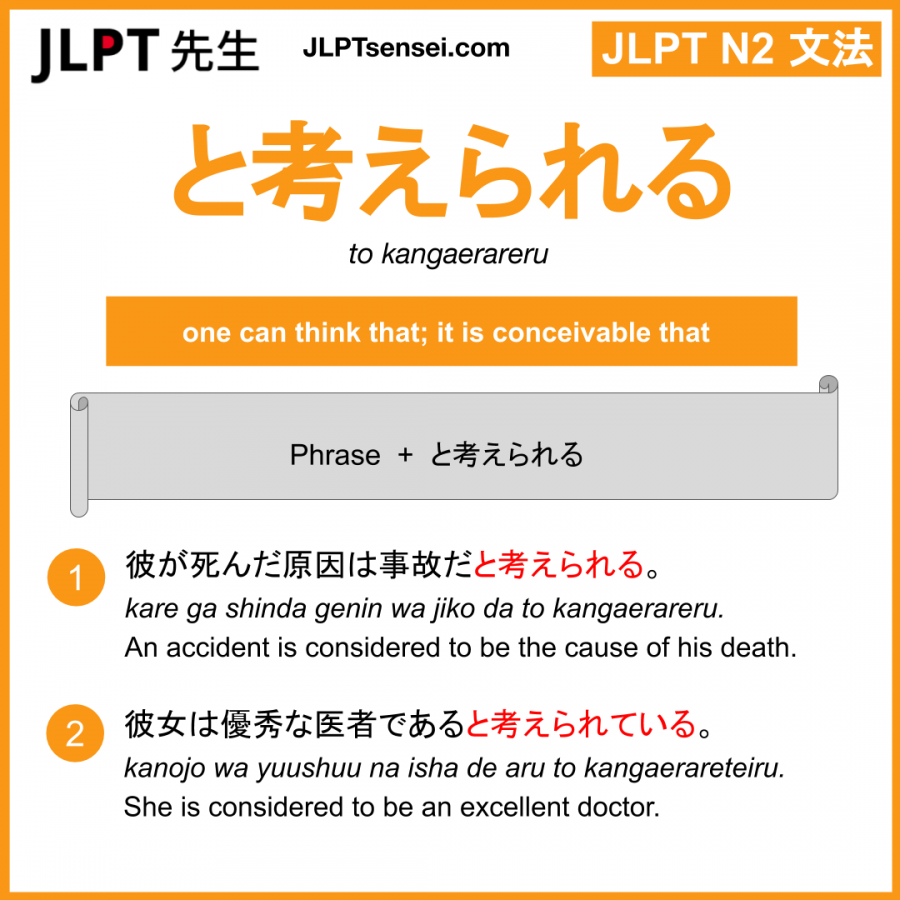 JLPT 先生
JLPTsensei.com
JLPT N2 文法
と考えられる
to kangaerareru
one can think that; it is conceivable that
Phrase + と考えられる
1
彼が死んだ原因は事故だと考えられる。
kare ga shinda genin wa jiko da to kangaerareru.
An accident is considered to be the cause of his death.
2
彼女は優秀な医者であると考えられている。
kanojo wa yuushuu na isha de aru to kangaerareteiru.
She is considered to be an excellent doctor.